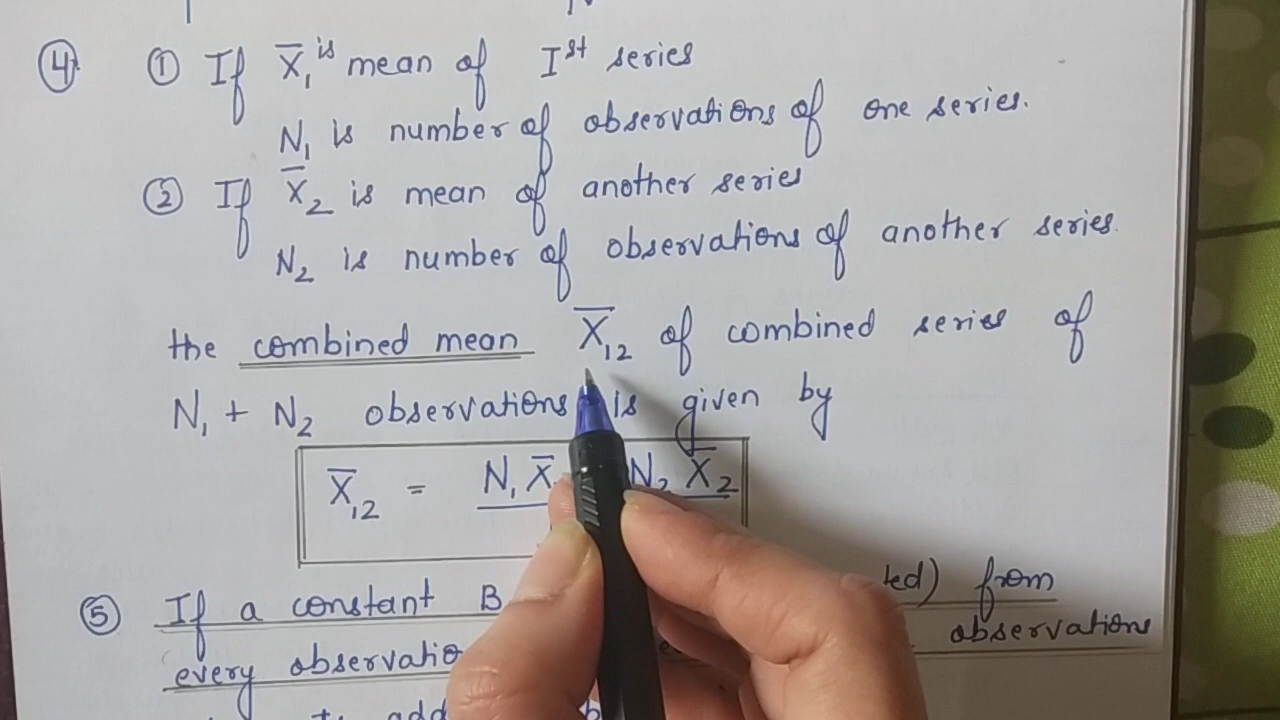 ④ ① If X̄₁ is mean of Iˢᵗ series
N₁ is number of observations of one series.
② If X̄₂ is mean of another series
N₂ is number of observations of another series.
the combined mean X̄₁₂ of combined series of
N₁ + N₂ observations is given by
X̄₁₂ = N₁ X̄ N₂ X̄₂
⑤ If a constant B ted) from
every observatio observations
add